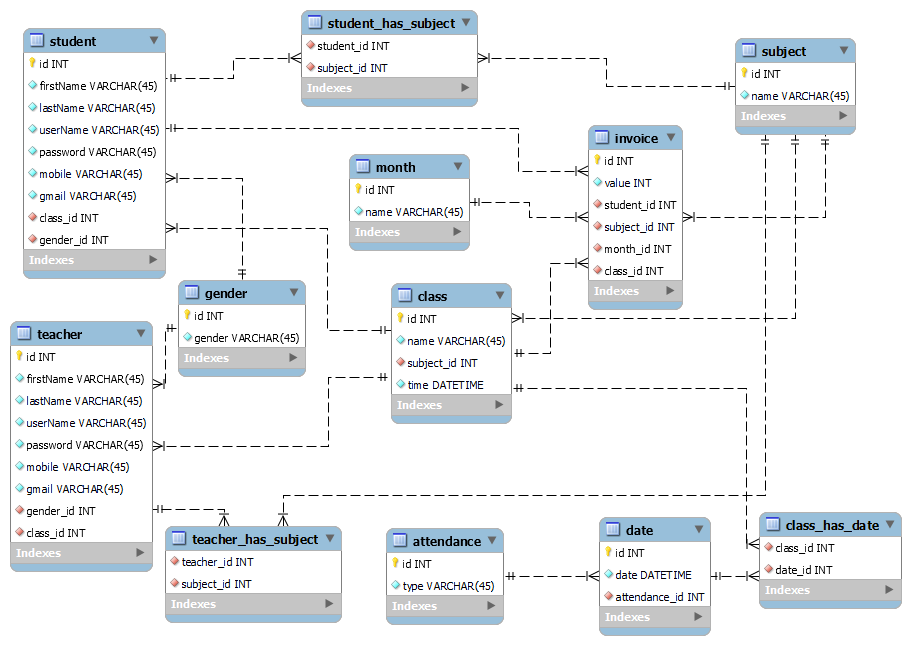 student
id INT
firstName VARCHAR(45)
lastName VARCHAR(45)
userName VARCHAR(45)
password VARCHAR(45)
mobile VARCHAR(45)
gmail VARCHAR(45)
class_id INT
gender_id INT
Indexes
student_has_subject
student_id INT
subject_id INT
Indexes
subject
id INT
name VARCHAR(45)
Indexes
month
id INT
name VARCHAR(45)
Indexes
invoice
id INT
value INT
student_id INT
subject_id INT
month_id INT
class_id INT
Indexes
gender
id INT
gender VARCHAR(45)
Indexes
class
id INT
name VARCHAR(45)
subject_id INT
time DATETIME
Indexes
teacher
id INT
firstName VARCHAR(45)
lastName VARCHAR(45)
userName VARCHAR(45)
password VARCHAR(45)
mobile VARCHAR(45)
gmail VARCHAR(45)
gender_id INT
class_id INT
Indexes
teacher_has_subject
teacher_id INT
subject_id INT
Indexes
attendance
id INT
type VARCHAR(45)
Indexes
date
id INT
date DATETIME
attendance_id INT
Indexes
class_has_date
class_id INT
date_id INT
Indexes